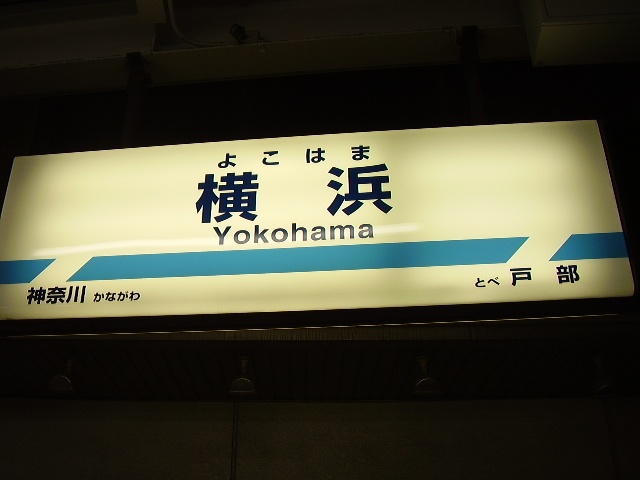 よこはま
横浜
Yokohama
神奈川 かながわ
とべ 戸部